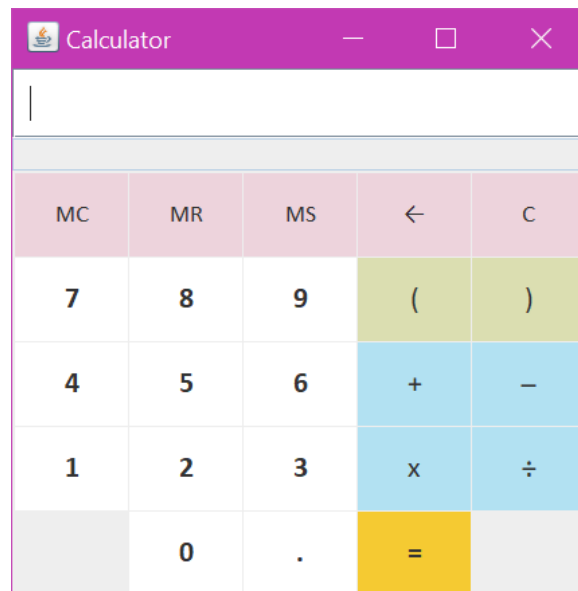 Calculator
MC MR MS ← C
7 8 9 ( )
4 5 6 + –
1 2 3 x ÷
0 . =